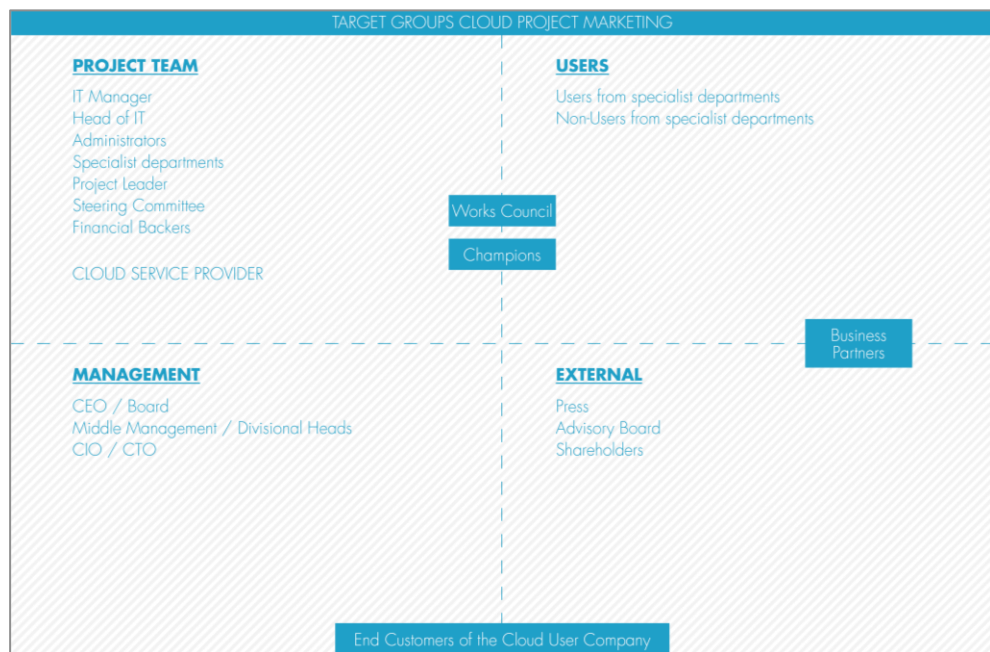 TARGET GROUPS CLOUD PROJECT MARKETING
PROJECT TEAM
IT Manager
Head of IT
Administrators
Specialist departments
Project Leader
Steering Committee
Financial Backers
CLOUD SERVICE PROVIDER
USERS
Users from specialist departments
Non-Users from specialist departments
Works Council
Champions
Business
Partners
MANAGEMENT
CEO / Board
Middle Management / Divisional Heads
CIO / CTO
EXTERNAL
Press
Advisory Board
Shareholders
End Customers of the Cloud User Company